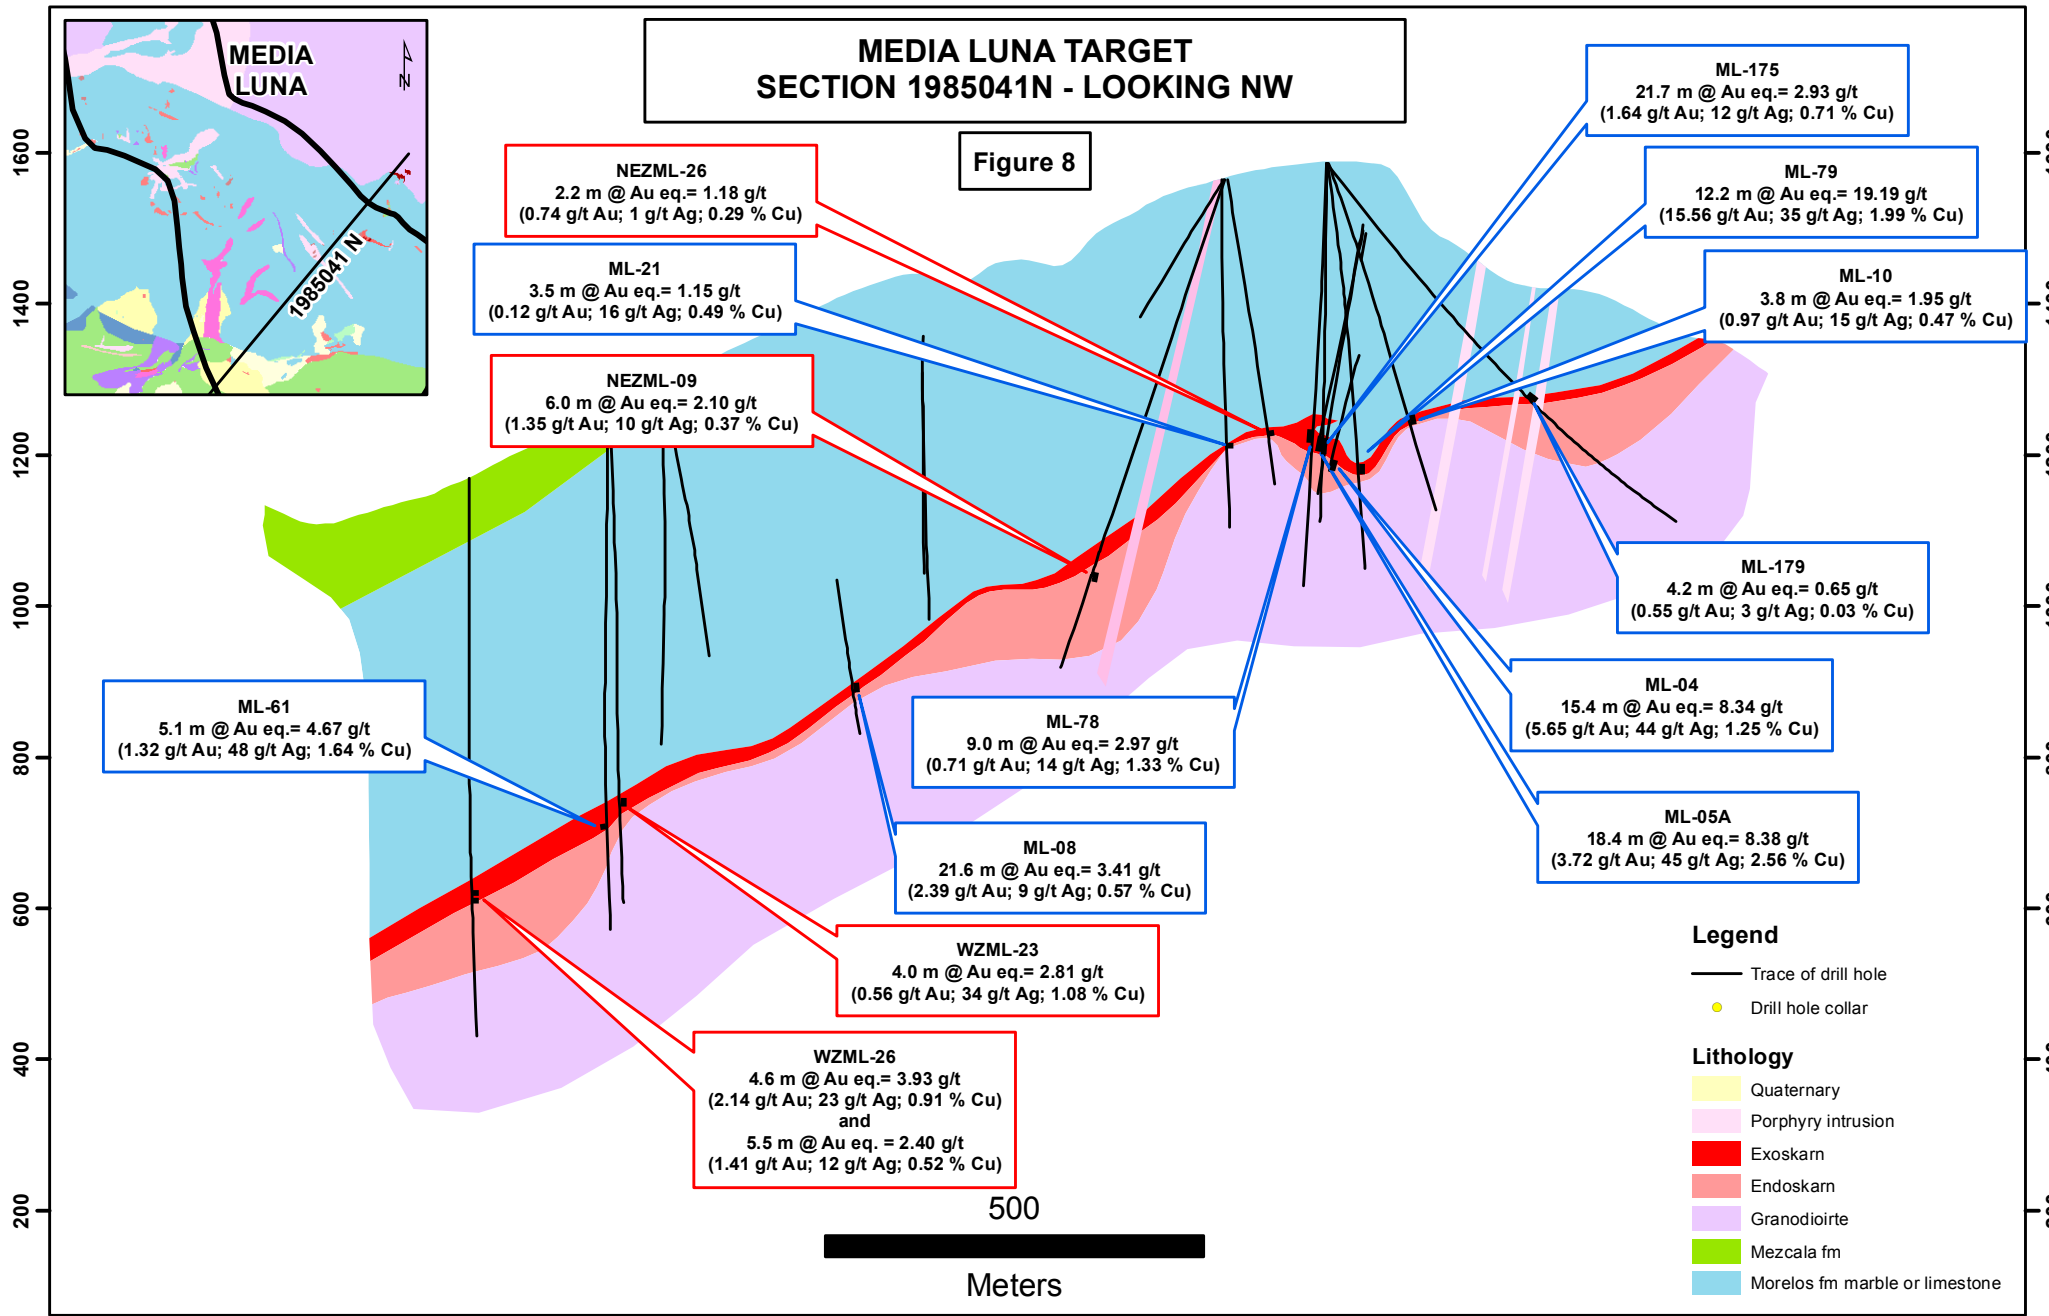 MEDIA LUNA TARGET
SECTION 1985041N - LOOKING NW
Figure 8
MEDIA
LUNA
N
1985041 N
1600
1400
1200
1000
800
600
400
200
NEZML-26
2.2 m @ Au eq.= 1.18 g/t
(0.74 g/t Au; 1 g/t Ag; 0.29 % Cu)
ML-21
3.5 m @ Au eq.= 1.15 g/t
(0.12 g/t Au; 16 g/t Ag; 0.49 % Cu)
NEZML-09
6.0 m @ Au eq.= 2.10 g/t
(1.35 g/t Au; 10 g/t Ag; 0.37 % Cu)
ML-175
21.7 m @ Au eq.= 2.93 g/t
(1.64 g/t Au; 12 g/t Ag; 0.71 % Cu)
ML-79
12.2 m @ Au eq.= 19.19 g/t
(15.56 g/t Au; 35 g/t Ag; 1.99 % Cu)
ML-10
3.8 m @ Au eq.= 1.95 g/t
(0.97 g/t Au; 15 g/t Ag; 0.47 % Cu)
ML-179
4.2 m @ Au eq.= 0.65 g/t
(0.55 g/t Au; 3 g/t Ag; 0.03 % Cu)
ML-04
15.4 m @ Au eq.= 8.34 g/t
(5.65 g/t Au; 44 g/t Ag; 1.25 % Cu)
ML-05A
18.4 m @ Au eq.= 8.38 g/t
(3.72 g/t Au; 45 g/t Ag; 2.56 % Cu)
ML-61
5.1 m @ Au eq.= 4.67 g/t
(1.32 g/t Au; 48 g/t Ag; 1.64 % Cu)
ML-78
9.0 m @ Au eq.= 2.97 g/t
(0.71 g/t Au; 14 g/t Ag; 1.33 % Cu)
ML-08
21.6 m @ Au eq.= 3.41 g/t
(2.39 g/t Au; 9 g/t Ag; 0.57 % Cu)
WZML-23
4.0 m @ Au eq.= 2.81 g/t
(0.56 g/t Au; 34 g/t Ag; 1.08 % Cu)
WZML-26
4.6 m @ Au eq.= 3.93 g/t
(2.14 g/t Au; 23 g/t Ag; 0.91 % Cu)
and
5.5 m @ Au eq. = 2.40 g/t
(1.41 g/t Au; 12 g/t Ag; 0.52 % Cu)
500
Meters
Legend
Trace of drill hole
Drill hole collar
Lithology
Quaternary
Porphyry intrusion
Exoskarn
Endoskarn
Granodioirte
Mezcala fm
Morelos fm marble or limestone